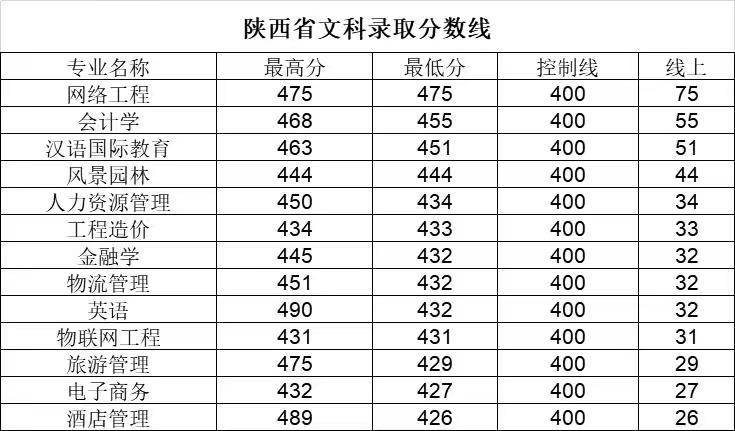 陕西省文科录取分数线
专业名称 最高分 最低分 控制线 线上
网络工程 475 475 400 75
会计学 468 455 400 55
汉语国际教育 463 451 400 51
风景园林 444 444 400 44
人力资源管理 450 434 400 34
工程造价 434 433 400 33
金融学 445 432 400 32
物流管理 451 432 400 32
英语 490 432 400 32
物联网工程 431 431 400 31
旅游管理 475 429 400 29
电子商务 432 427 400 27
酒店管理 489 426 400 26